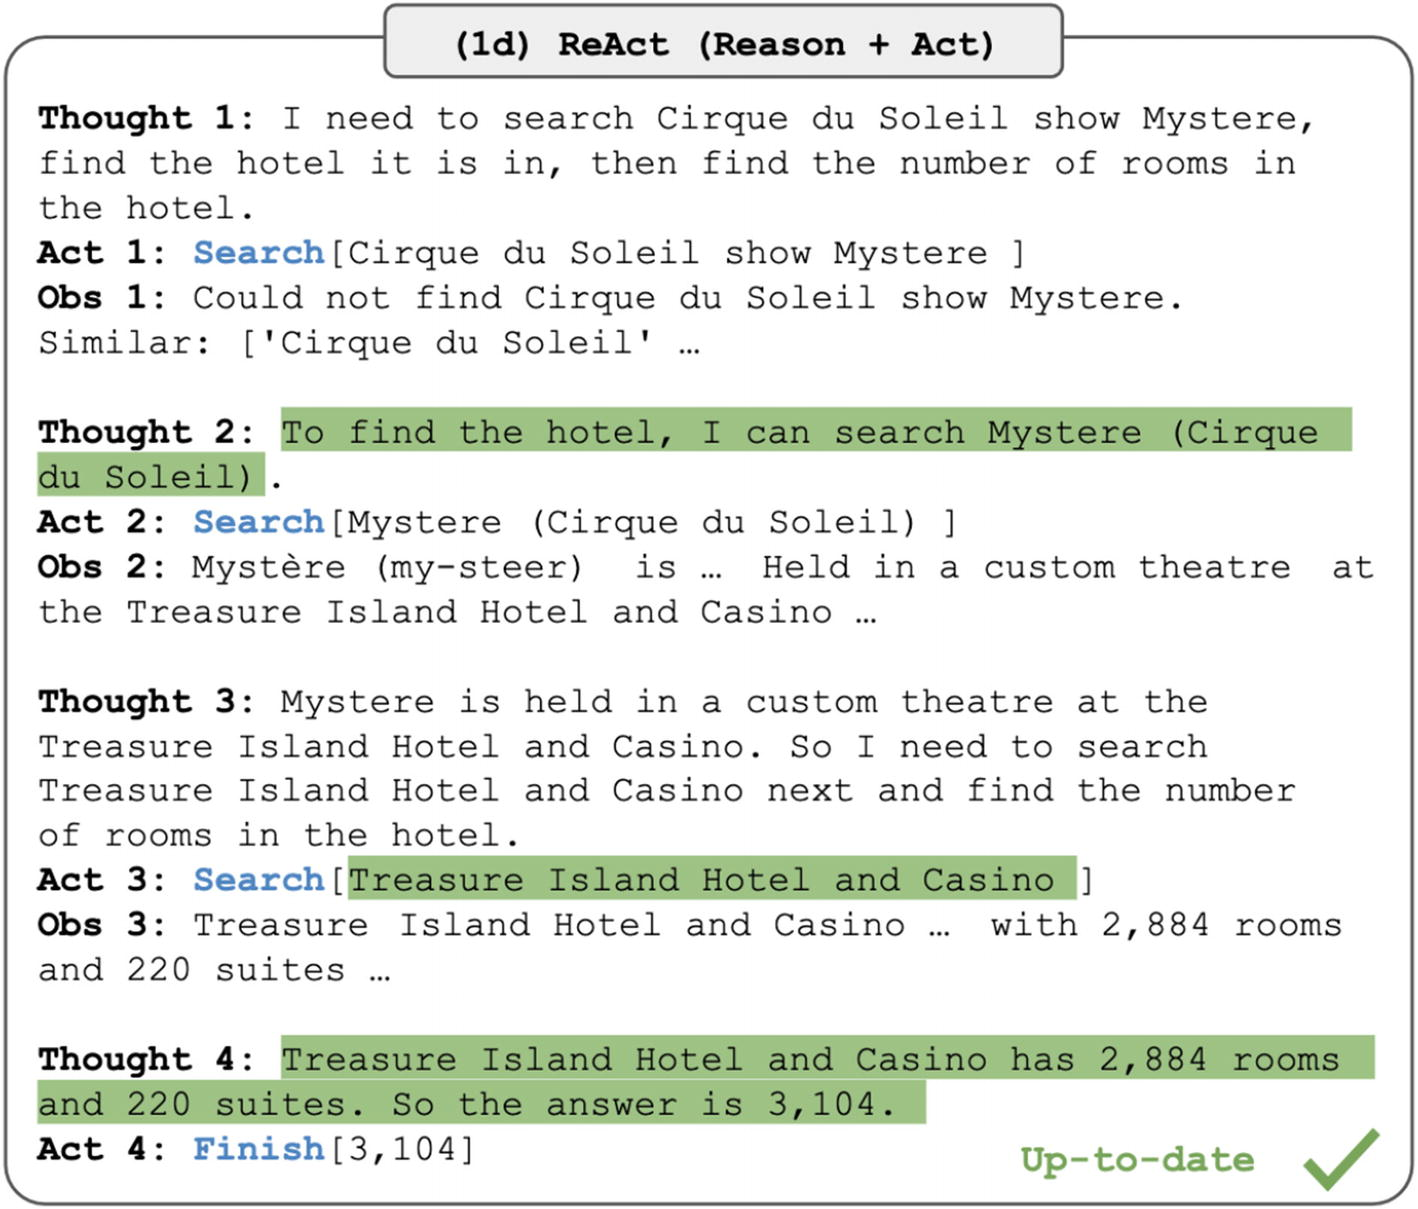 (1d) ReAct (Reason + Act)
Thought 1: I need to search Cirque du Soleil show Mystere,
find the hotel it is in, then find the number of rooms in
the hotel.
Act 1: Search[Cirque du Soleil show Mystere ]
Obs 1: Could not find Cirque du Soleil show Mystere.
Similar: ['Cirque du Soleil' …
Thought 2: To find the hotel, I can search Mystere (Cirque
du Soleil) .
Act 2: Search[Mystere (Cirque du Soleil) ]
Obs 2: Mystère (my-steer) is … Held in a custom theatre at
the Treasure Island Hotel and Casino …
Thought 3: Mystere is held in a custom theatre at the
Treasure Island Hotel and Casino. So I need to search
Treasure Island Hotel and Casino next and find the number
of rooms in the hotel.
Act 3: Search[Treasure Island Hotel and Casino ]
Obs 3: Treasure Island Hotel and Casino … with 2,884 rooms
and 220 suites …
Thought 4: Treasure Island Hotel and Casino has 2,884 rooms
and 220 suites. So the answer is 3,104.
Act 4: Finish[3,104]
Up-to-date